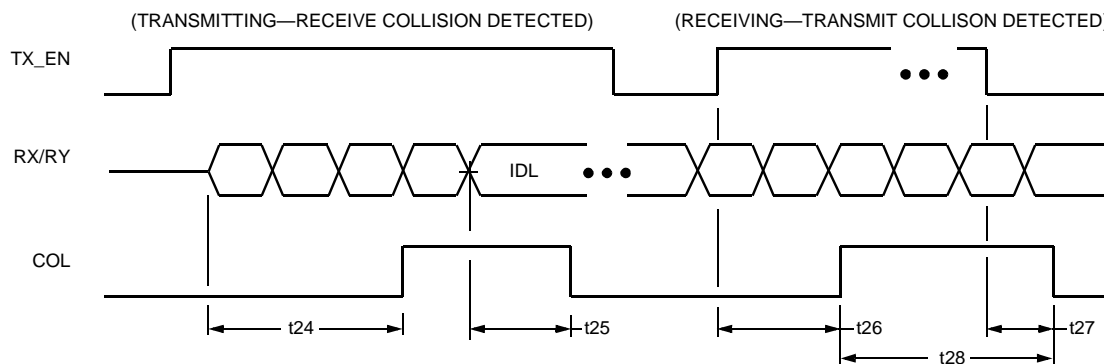 (TRANSMITTING—RECEIVE COLLISION DETECTED)
(RECEIVING—TRANSMIT COLLISON DETECTED)
TX_EN
RX/RY
IDL
COL
t24
t25
t26
t27
t28